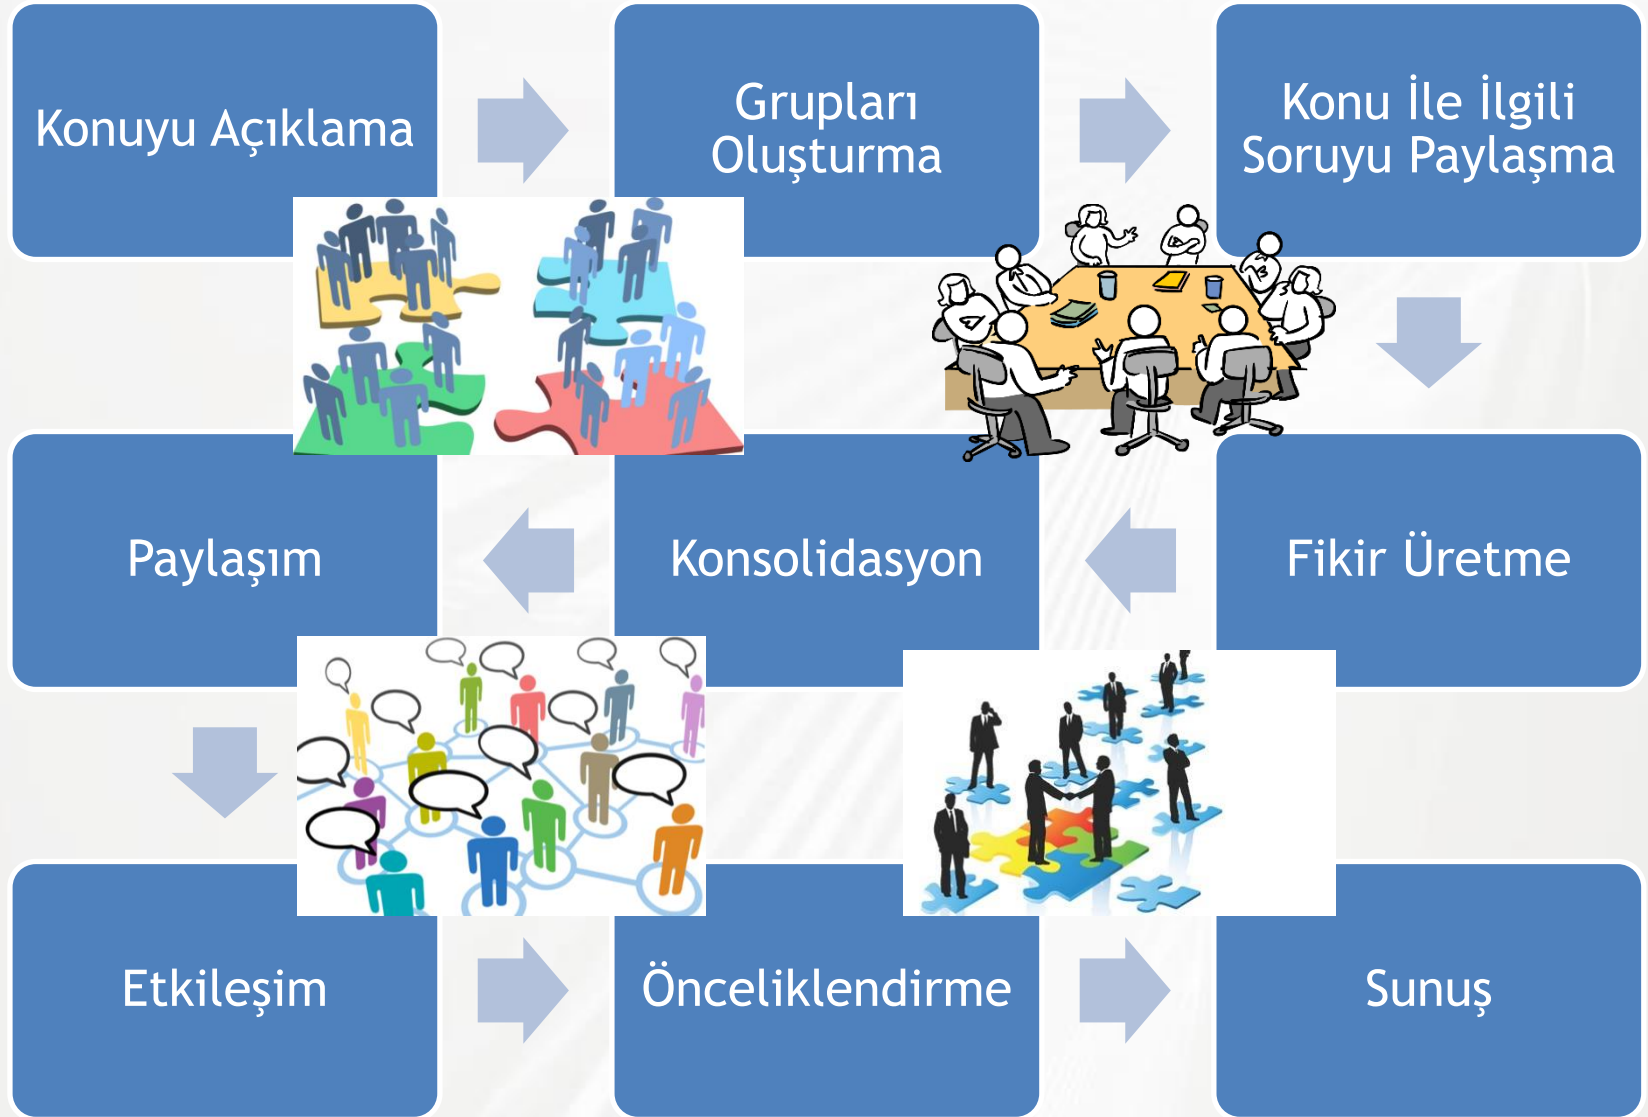 Konuyu Açıklama
Grupları
Oluşturma
Konu İle İlgili
Soruyu Paylaşma
Fikir Üretme
Konsolidasyon
Paylaşım
Etkileşim
Önceliklendirme
Sunuş